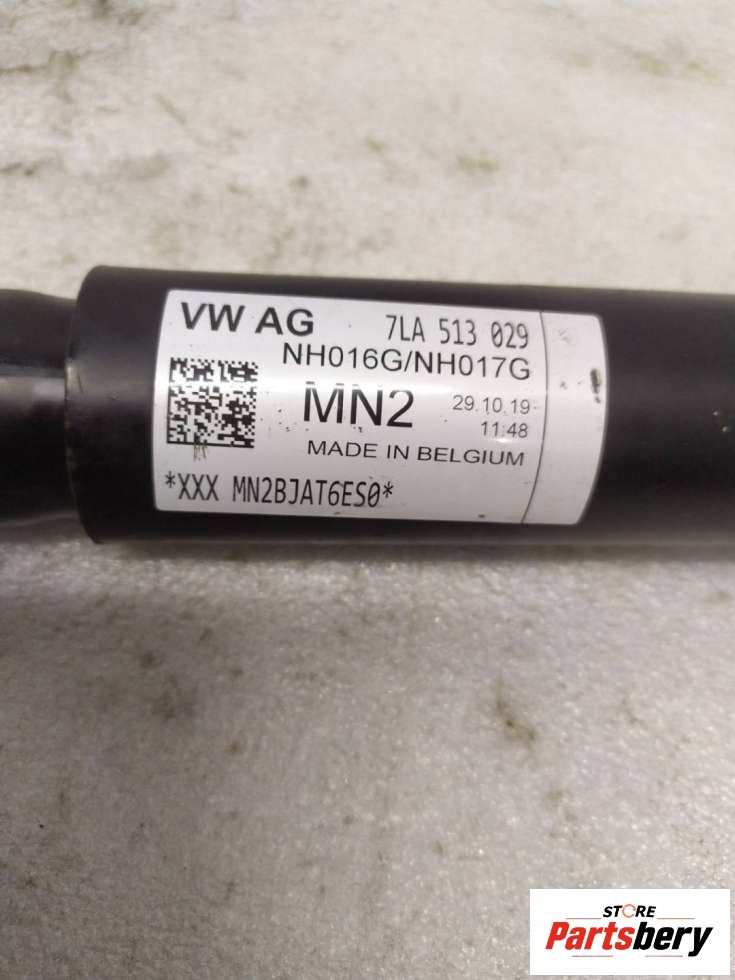 VW AG 7LA 513 029
NH016G/NH017G
MN2 29.10.19
11:48
MADE IN BELGIUM
*XXX MN2BJAT6ES0*
STORE
Partsbery